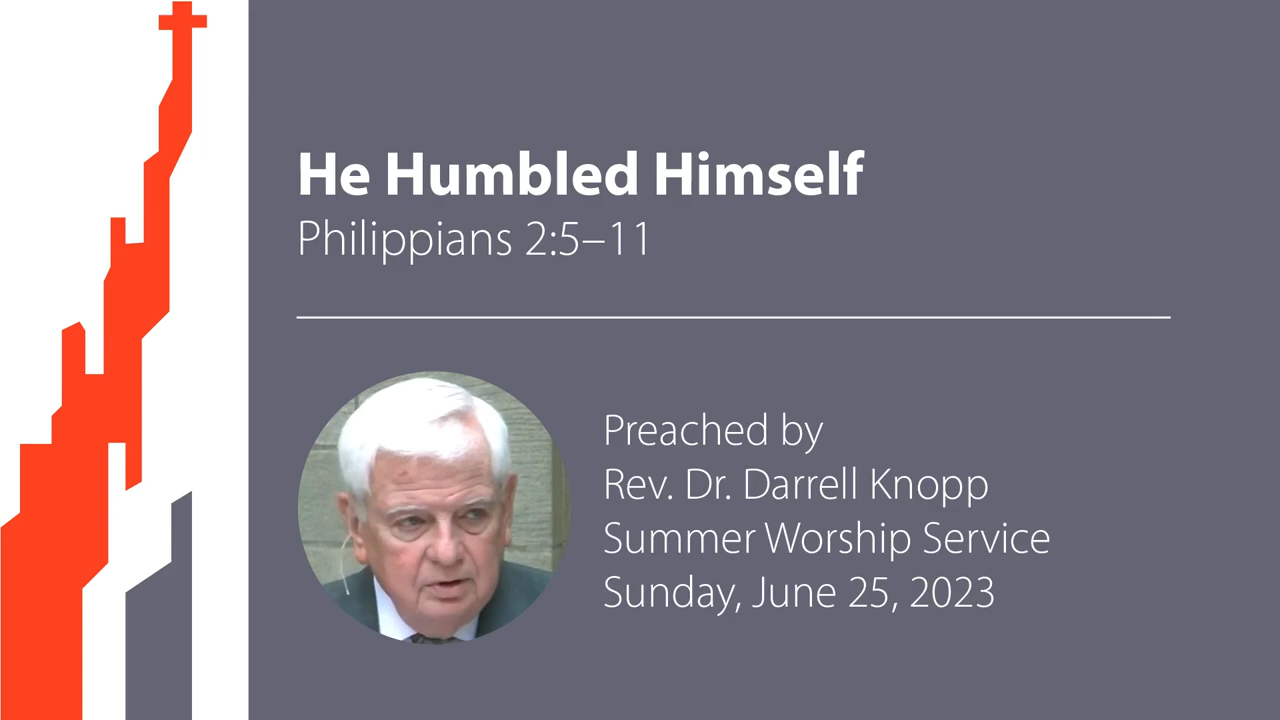 He Humbled Himself
Philippians 2:5–11
Preached by
Rev. Dr. Darrell Knopp
Summer Worship Service
Sunday, June 25, 2023